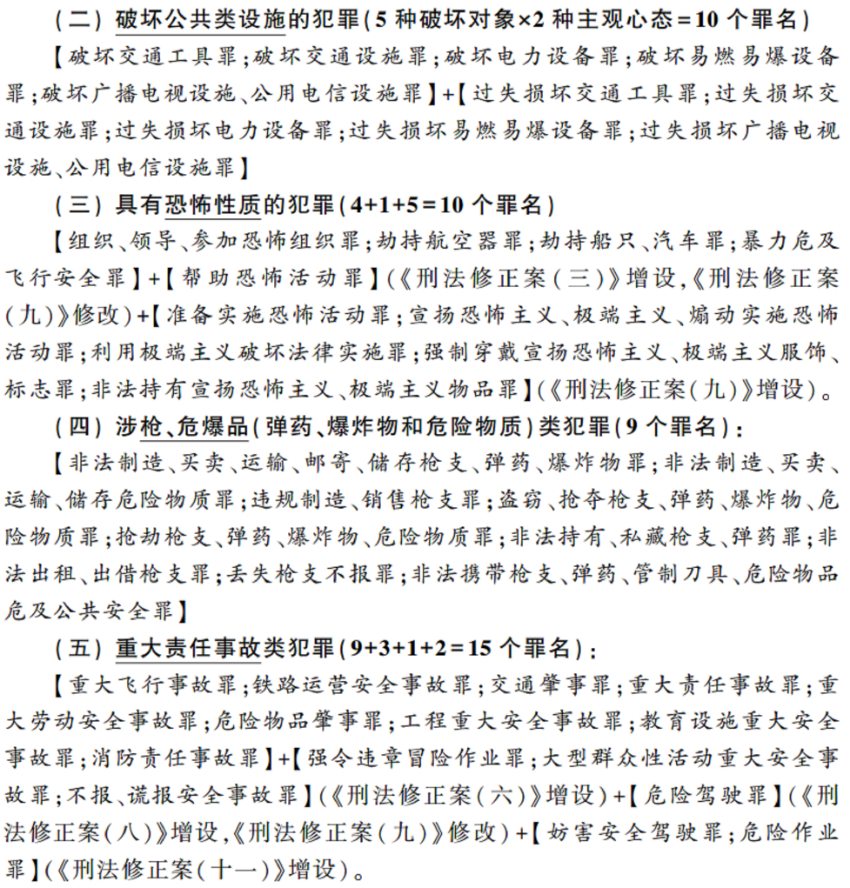 (二) 破坏公共类设施的犯罪(5 种破坏对象×2 种主观心态=10 个罪名)
【破坏交通工具罪;破坏交通设施罪;破坏电力设备罪;破坏易燃易爆设备
罪;破坏广播电视设施、公用电信设施罪】+【过失损坏交通工具罪;过失损坏交
通设施罪;过失损坏电力设备罪;过失损坏易燃易爆设备罪;过失损坏广播电视
设施、公用电信设施罪】
(三) 具有恐怖性质的犯罪(4+1+5=10 个罪名)
【组织、领导、参加恐怖组织罪;劫持航空器罪;劫持船只、汽车罪;暴力危及
飞行安全罪】+【帮助恐怖活动罪】(《刑法修正案(三)》增设,《刑法修正案
(九)》修改)+【准备实施恐怖活动罪;宣扬恐怖主义、极端主义、煽动实施恐怖
活动罪;利用极端主义破坏法律实施罪;强制穿戴宣扬恐怖主义、极端主义服饰、
标志罪;非法持有宣扬恐怖主义、极端主义物品罪】(《刑法修正案(九)》增设)。
(四) 涉枪、危爆品(弹药、爆炸物和危险物质)类犯罪(9 个罪名):
【非法制造、买卖、运输、邮寄、储存枪支、弹药、爆炸物罪;非法制造、买卖、
运输、储存危险物质罪;违规制造、销售枪支罪;盗窃、抢夺枪支、弹药、爆炸物、危
险物质罪;抢劫枪支、弹药、爆炸物、危险物质罪;非法持有、私藏枪支、弹药罪;非
法出租、出借枪支罪;丢失枪支不报罪;非法携带枪支、弹药、管制刀具、危险物品
危及公共安全罪】
(五) 重大责任事故类犯罪(9+3+1+2=15 个罪名):
【重大飞行事故罪;铁路运营安全事故罪;交通肇事罪;重大责任事故罪;重
大劳动安全事故罪;危险物品肇事罪;工程重大安全事故罪;教育设施重大安全
事故罪;消防责任事故罪】+【强令违章冒险作业罪;大型群众性活动重大安全事
故罪;不报、谎报安全事故罪】(《刑法修正案(六)》增设)+【危险驾驶罪】(《刑
法修正案(八)》增设,《刑法修正案(九)》修改)+【妨害安全驾驶罪;危险作业
罪】(《刑法修正案(十一)》增设)。